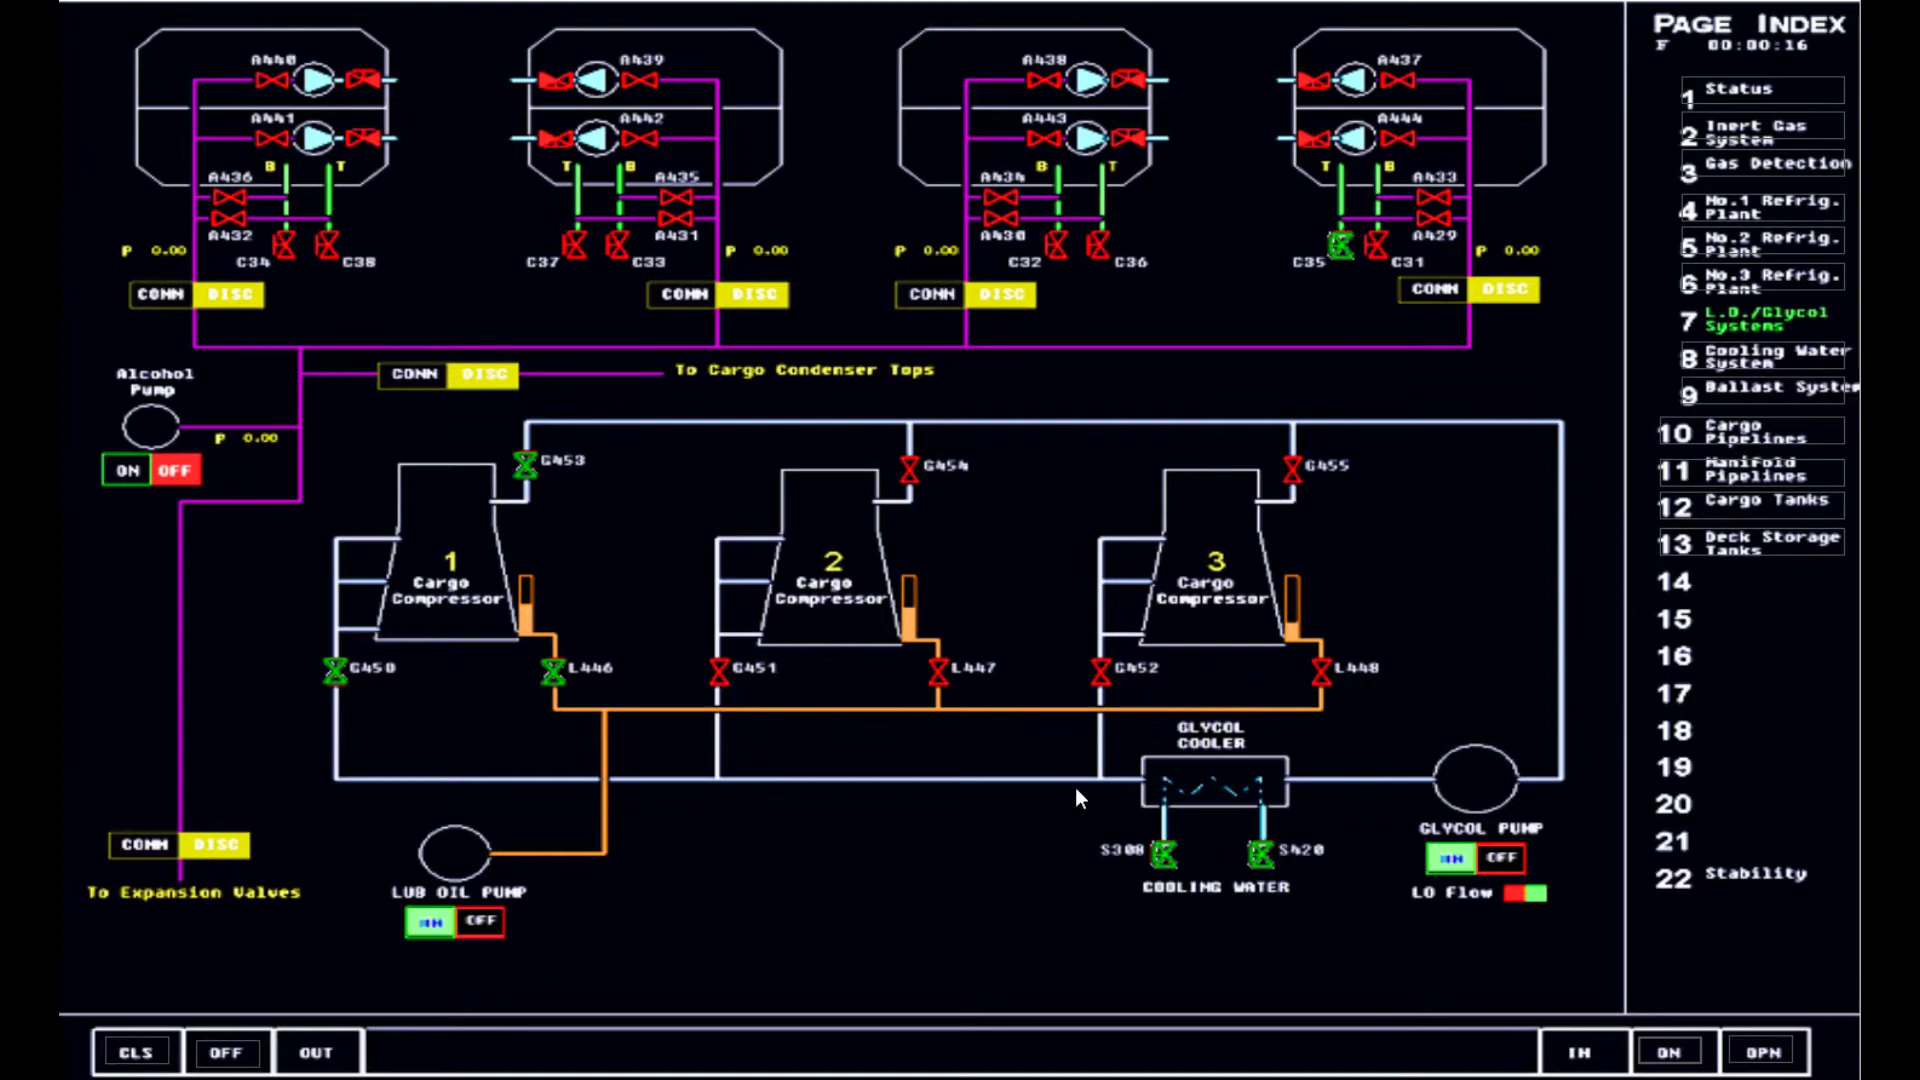 PAGE INDEX
F 00:00:16
A440
A439
A438
A437
A441
A442
A443
A444
B T
T B
B T
T B
A436
A435
A434
A433
A432
A431
A430
A429
P 0.00
C34
C38
C37
C33
P 0.00
P 0.00
C32
C36
C35
C31
P 0.00
CONN DISC
CONN DISC
CONN DISC
CONN DISC
Alcohol
Pump
CONN DISC
To Cargo Condenser Tops
P 0.00
ON OFF
G453
G454
G455
1
Cargo
Compressor
2
Cargo
Compressor
3
Cargo
Compressor
G450
L446
G451
L447
G452
L448
GLYCOL
COOLER
CONN DISC
To Expansion Valves
LUB OIL PUMP
OFF
S308
S420
COOLING WATER
GLYCOL PUMP
OFF
LO Flow
1 Status
2 Inert Gas
System
3 Gas Detection
4 No.1 Refrig.
Plant
5 No.2 Refrig.
Plant
6 No.3 Refrig.
Plant
7 L.O./Glycol
Systems
8 Cooling Water
System
9 Ballast System
10 Cargo
Pipelines
11 Manifold
Pipelines
12 Cargo Tanks
13 Deck Storage
Tanks
14
15
16
17
18
19
20
21
22 Stability
CLS OFF OUT IN ON OPN